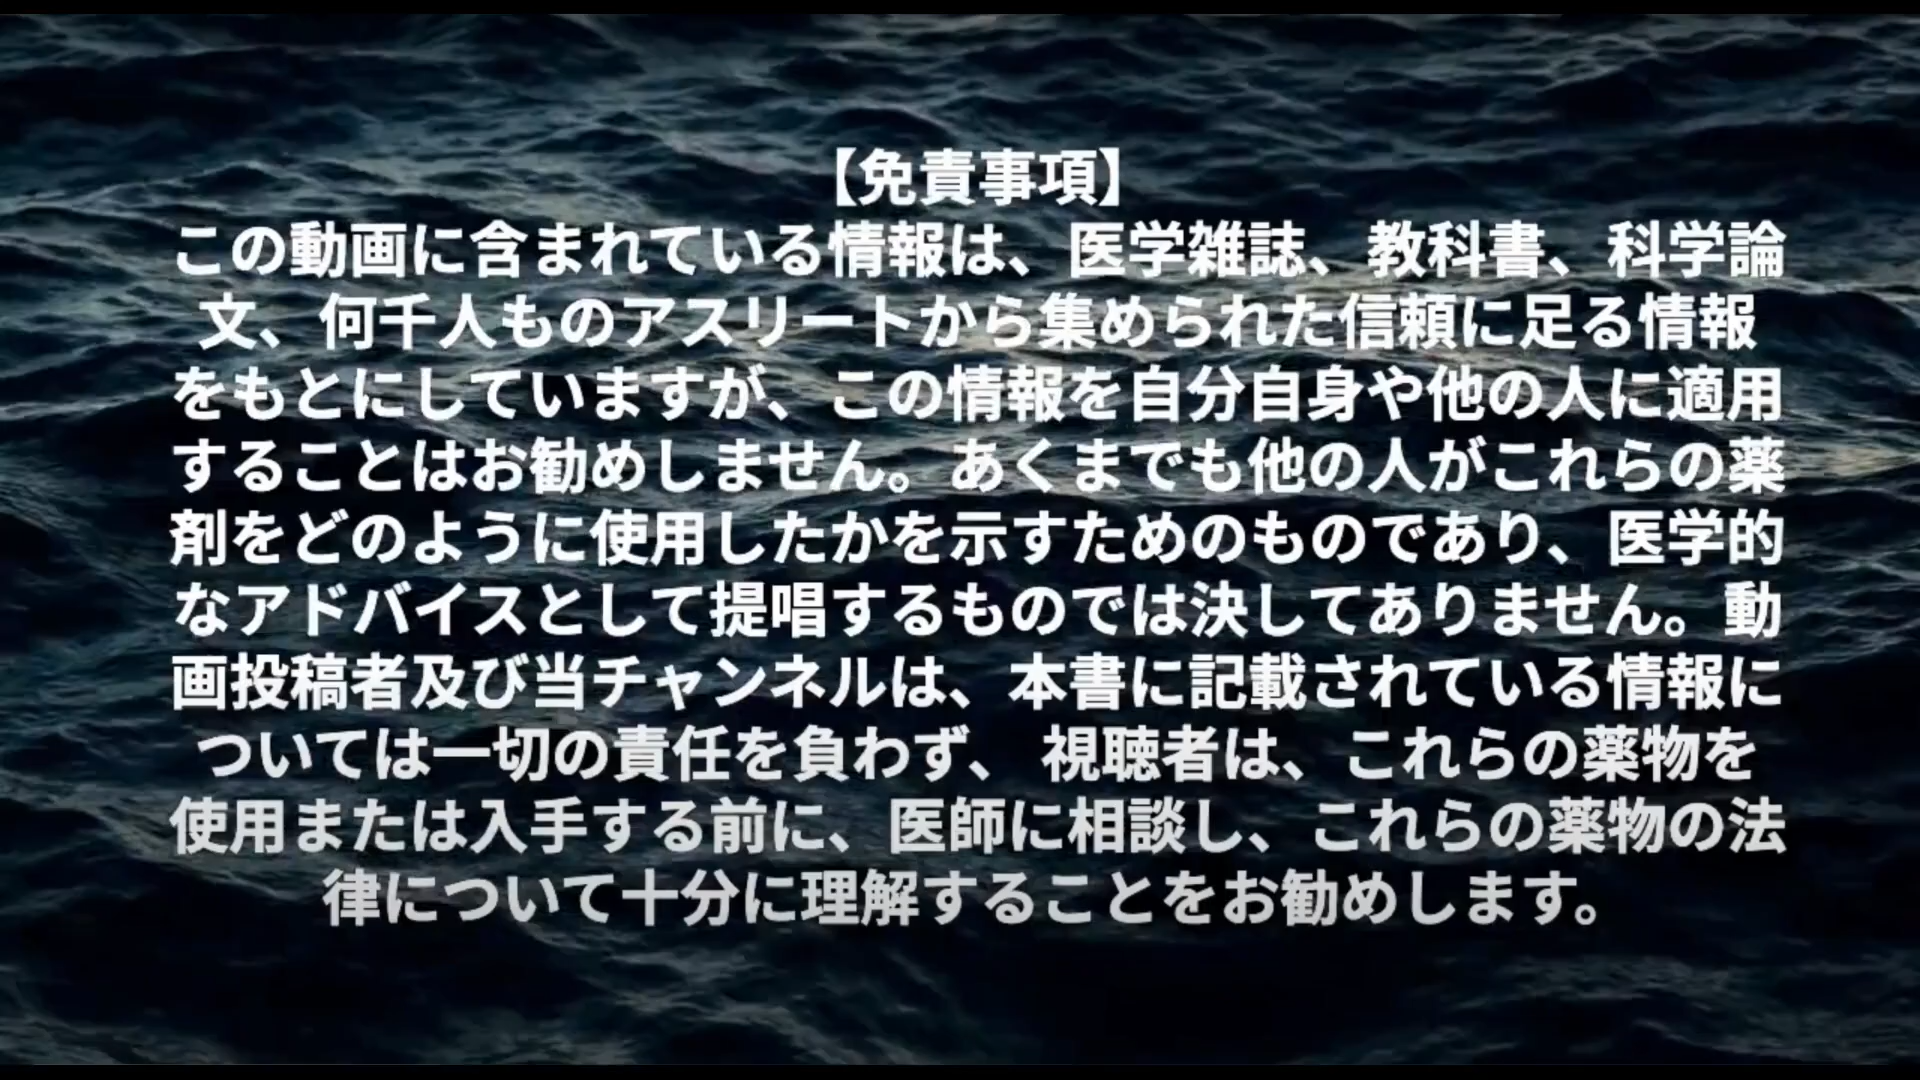 【免責事項】
この動画に含まれている情報は、医学雑誌、教科書、科学論
文、何千人ものアスリートから集められた信頼に足る情報
をもとにしていますが、この情報を自分自身や他の人に適用
することはお勧めしません。あくまでも他の人がこれらの薬
剤をどのように使用したかを示すためのものであり、医学的
なアドバイスとして提唱するものでは決してありません。動
画投稿者及び当チャンネルは、本書に記載されている情報に
ついては一切の責任を負わず、 視聴者は、これらの薬物を
使用または入手する前に、医師に相談し、これらの薬物の法
律について十分に理解することをお勧めします。